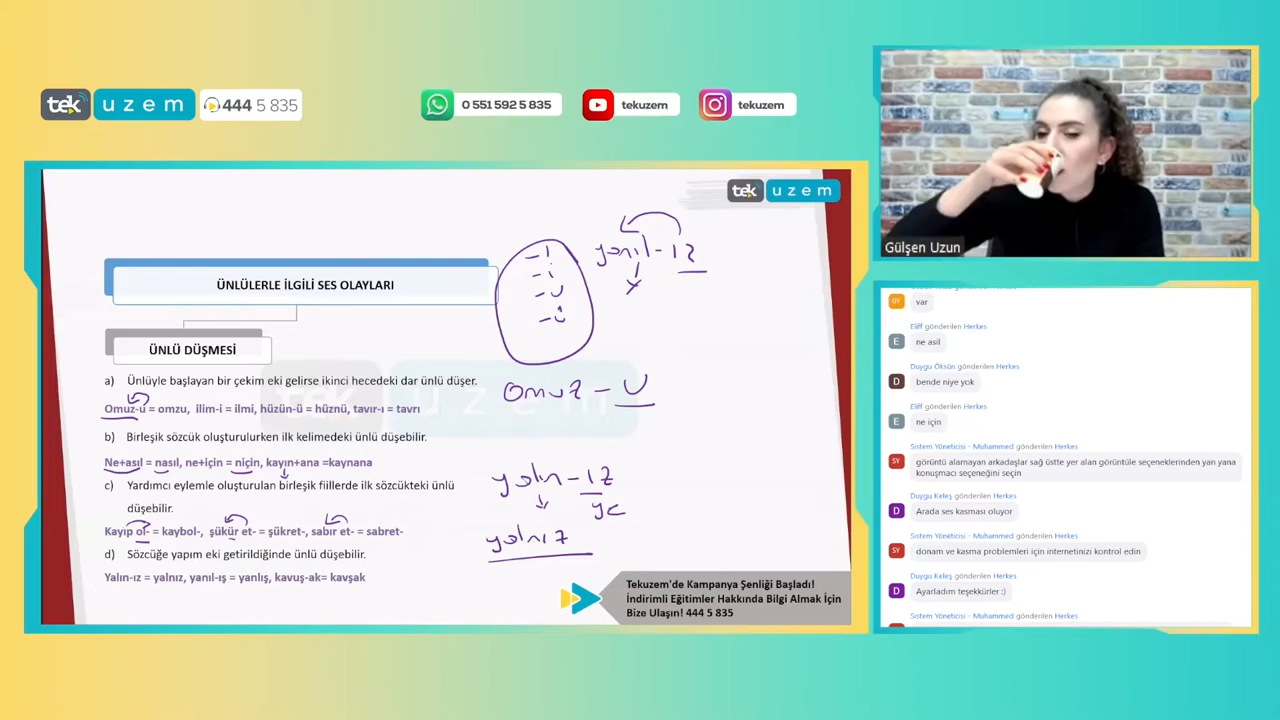 tek uzem 444 5 835
0 551 592 5 835
tekuzem
tekuzem
tek uzem
ÜNLÜLERLE İLGİLİ SES OLAYLARI
ÜNLÜ DÜŞMESİ
a) Ünlüyle başlayan bir çekim eki gelirse ikinci hecedeki dar ünlü düşer.
Omuz-u = omzu, ilim-i = ilmi, hüzün-ü = hüznü, tavır-ı = tavrı
b) Birleşik sözcük oluşturulurken ilk kelimedeki ünlü düşebilir.
Ne+asıl = nasıl, ne+için = niçin, kayın+ana =kaynana
c) Yardımcı eylemle oluşturulan birleşik fiillerde ilk sözcükteki ünlü
düşebilir.
Kayıp ol- = kaybol-, şükür et- = şükret-, sabır et- = sabret-
d) Sözcüğe yapım eki getirildiğinde ünlü düşebilir.
Yalın-ız = yalnız, yanıl-ış = yanlış, kavuş-ak= kavşak
-ı
-i
-u
-ü
omuz - u
yalnız
Tekuzem'de Kampanya Şenliği Başladı!
İndirimli Eğitimler Hakkında Bilgi Almak İçin
Bize Ulaşın! 444 5 835
Gülşen Uzun
GY var
Eliff gönderilen Herkes
E ne asil
Duygu Öksün gönderilen Herkes
D bende niye yok
Eliff gönderilen Herkes
E ne için
Sistem Yöneticisi - Muhammed gönderilen Herkes
SY görüntü alamayan arkadaşlar sağ üstte yer alan görüntüle seçeneklerinden yan yana
konuşmacı seçeneğini seçin
Duygu Keleş gönderilen Herkes
D Arada ses kasması oluyor
Sistem Yöneticisi - Muhammed gönderilen Herkes
SY donam ve kasma problemleri için internetinizi kontrol edin
Duygu Keleş gönderilen Herkes
D Ayarladım teşekkürler :)
Sistem Yöneticisi - Muhammed gönderilen Herkes